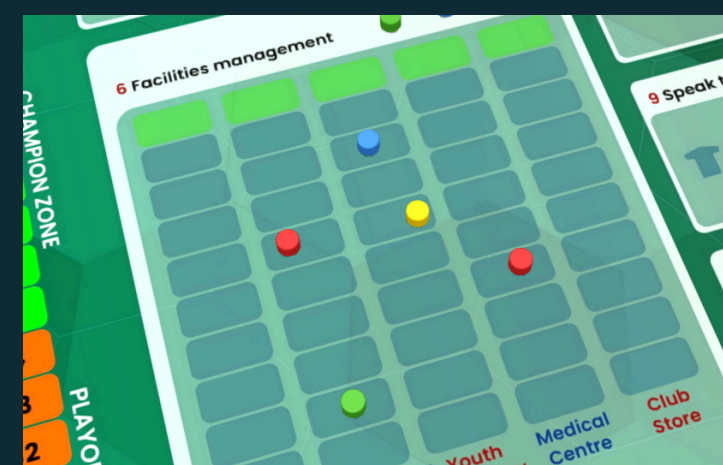 6 Facilities management
9 Speak t
CHAMPION ZONE
3
2
PLAYO
Youth
Medical
Centre
Club
Store